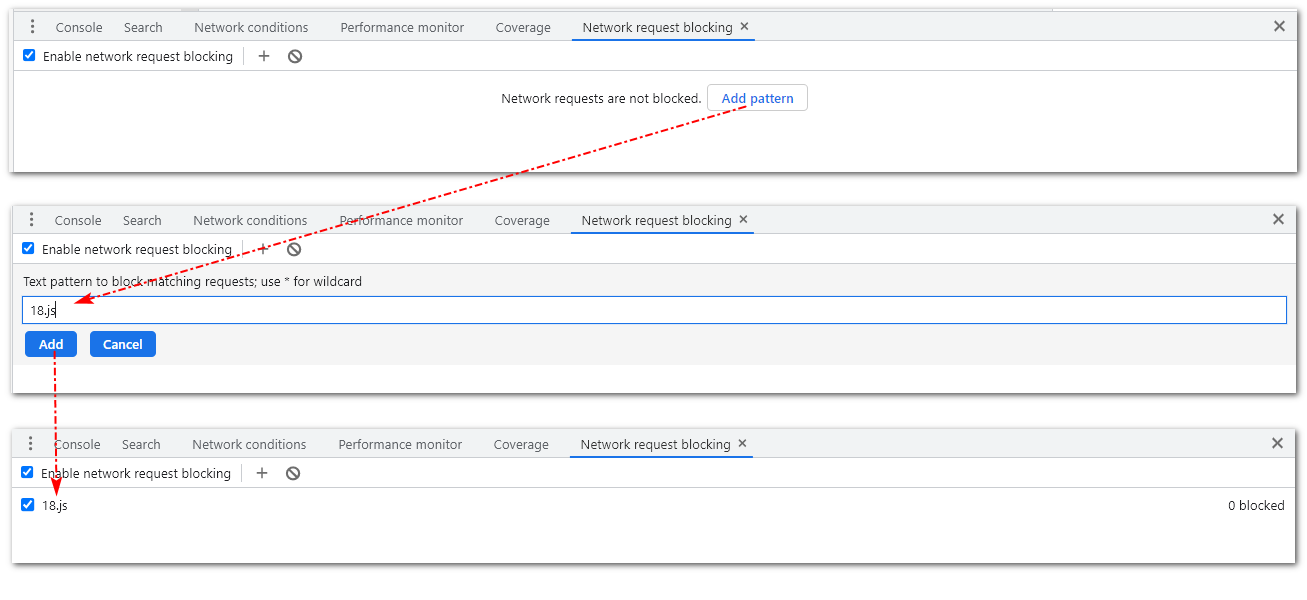 Console Search Network conditions Performance monitor Coverage Network request blocking
Enable network request blocking
Network requests are not blocked. Add pattern
Console Search Network conditions Performance monitor Coverage Network request blocking
Enable network request blocking
Text pattern to block matching requests; use * for wildcard
18.js
Add Cancel
Console Search Network conditions Performance monitor Coverage Network request blocking
Enable network request blocking
18.js 0 blocked